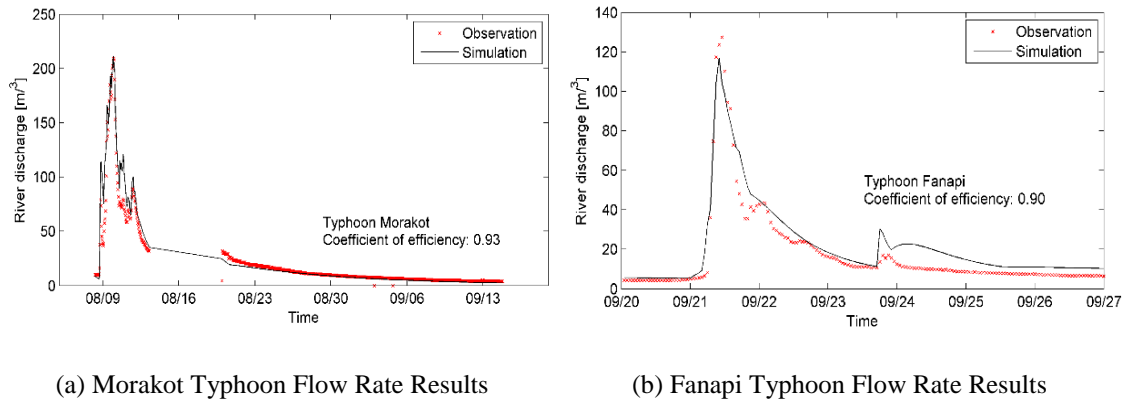 250
200
150
100
50
0
River discharge [m/³]
Observation
Simulation
Typhoon Morakot
Coefficient of efficiency: 0.93
08/09 08/16 08/23 08/30 09/06 09/13
Time
140
120
100
80
60
40
20
0
River discharge [m/³]
Observation
Simulation
Typhoon Fanapi
Coefficient of efficiency: 0.90
09/20 09/21 09/22 09/23 09/24 09/25 09/26 09/27
Time
(a) Morakot Typhoon Flow Rate Results
(b) Fanapi Typhoon Flow Rate Results